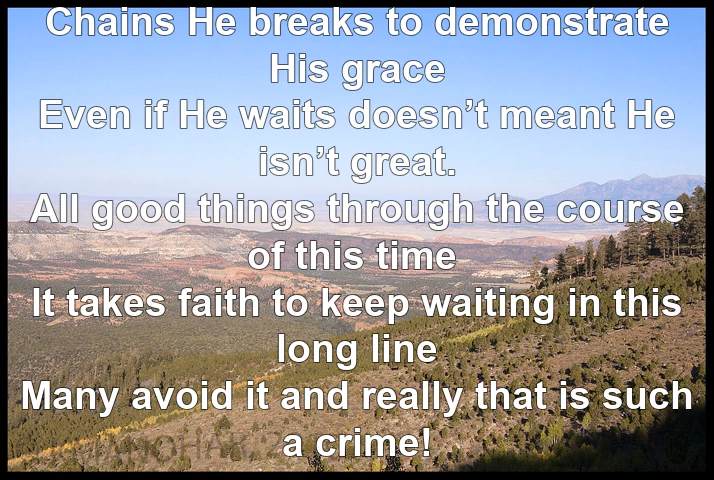 Chains He breaks to demonstrate
His grace
Even if He waits doesn’t meant He
isn’t great.
All good things through the course
of this time
It takes faith to keep waiting in this
long line
Many avoid it and really that is such
a crime!